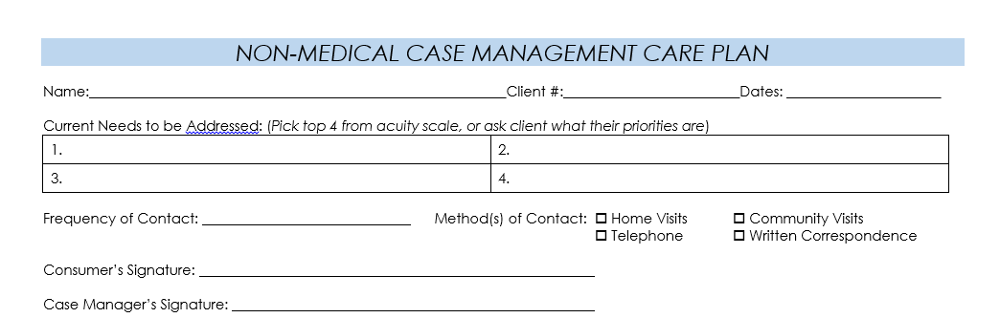 NON-MEDICAL CASE MANAGEMENT CARE PLAN
Name: Client #: Dates:
Current Needs to be Addressed: (Pick top 4 from acuity scale, or ask client what their priorities are)
1. 2.
3. 4.
Frequency of Contact: Method(s) of Contact: Home Visits Community Visits
Telephone Written Correspondence
Consumer’s Signature:
Case Manager’s Signature: